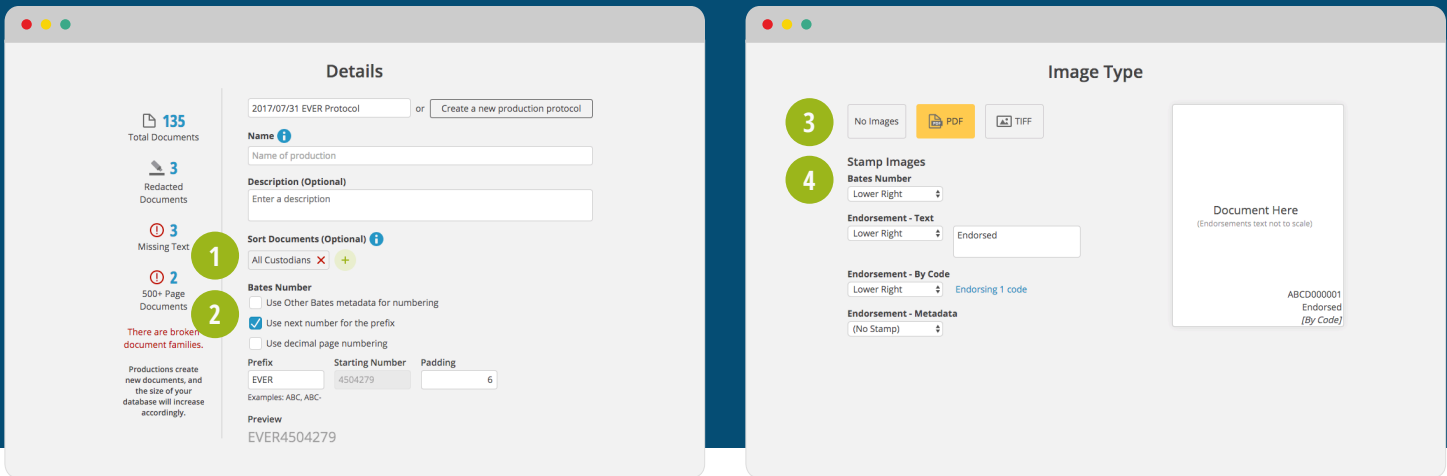 Details
135
Total Documents
3
Redacted
Documents
3
Missing Text
2
500+ Page
Documents
There are broken
document families.
Productions create
new documents, and
the size of your
database will increase
accordingly.
2017/07/31 EVER Protocol or Create a new production protocol
Name i
Name of production
Description (Optional)
Enter a description
1
Sort Documents (Optional) i
All Custodians X +
2
Bates Number
Use Other Bates metadata for numbering
Use next number for the prefix
Use decimal page numbering
Prefix Starting Number Padding
EVER 4504279 6
Examples: ABC, ABC-
Preview
EVER4504279
Image Type
3
No Images PDF TIFF
4
Stamp Images
Bates Number
Lower Right
Endorsement - Text
Lower Right Endorsed
Endorsement - By Code
Lower Right Endorsing 1 code
Endorsement - Metadata
(No Stamp)
Document Here
(Endorsements text not to scale)
ABCD000001
Endorsed
[By Code]